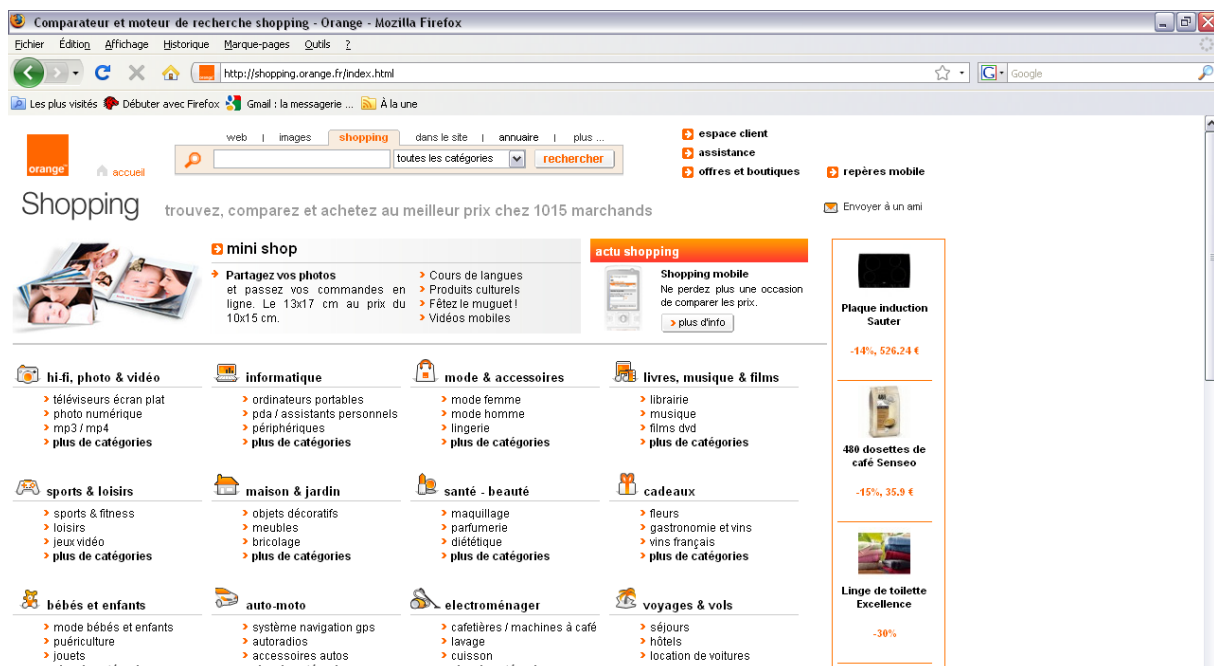 Comparateur et moteur de recherche shopping - Orange - Mozilla Firefox
Fichier Édition Affichage Historique Marque-pages Outils ?
http://shopping.orange.fr/index.html
Google
Les plus visités Débuter avec Firefox Gmail : la messagerie ... À la une
web | images shopping dans le site | annuaire | plus ...
orange™
accueil
toutes les catégories
rechercher
espace client
assistance
offres et boutiques
repères mobile
Shopping
trouvez, comparez et achetez au meilleur prix chez 1015 marchands
Envoyer à un ami
mini shop
Partagez vos photos
et passez vos commandes en
ligne. Le 13x17 cm au prix du
10x15 cm.
Cours de langues
Produits culturels
Fêtez le muguet !
Vidéos mobiles
actu shopping
Shopping mobile
Ne perdez plus une occasion
de comparer les prix.
plus d'info
Plaque induction
Sauter
-14%, 526.24 €
480 dosettes de
café Senseo
-15%, 35.9 €
Linge de toilette
Excellence
-30%
hi-fi, photo & vidéo
téléviseurs écran plat
photo numérique
mp3 / mp4
plus de catégories
informatique
ordinateurs portables
pda / assistants personnels
périphériques
plus de catégories
mode & accessoires
mode femme
mode homme
lingerie
plus de catégories
livres, musique & films
librairie
musique
films dvd
plus de catégories
sports & loisirs
sports & fitness
loisirs
jeux vidéo
plus de catégories
maison & jardin
objets décoratifs
meubles
bricolage
plus de catégories
santé - beauté
maquillage
parfumerie
diététique
plus de catégories
cadeaux
fleurs
gastronomie et vins
vins français
plus de catégories
bébés et enfants
mode bébés et enfants
puériculture
jouets
auto-moto
système navigation gps
autoradios
accessoires autos
electroménager
cafetières / machines à café
lavage
cuisson
voyages & vols
séjours
hôtels
location de voitures